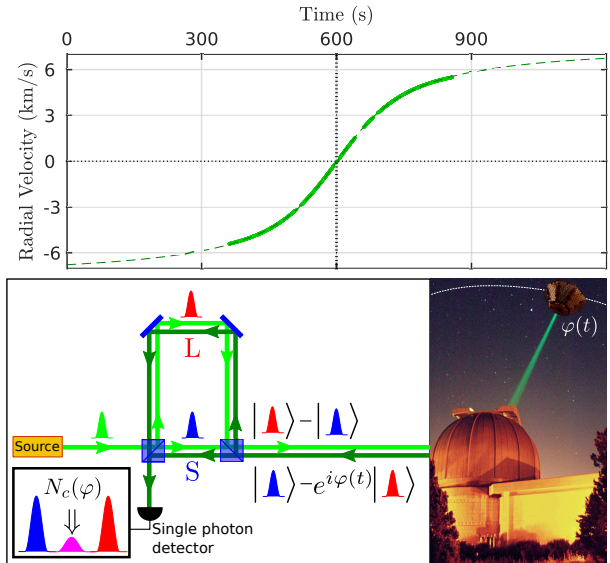 Time (s)
0 300 600 900
Radial Velocity (km/s)
6
3
0
-3
-6
L
φ(t)
Source
S
| ⟩−| ⟩
| ⟩−e^{iφ(t)}| ⟩
N_c(φ)
⇓
Single photon
detector